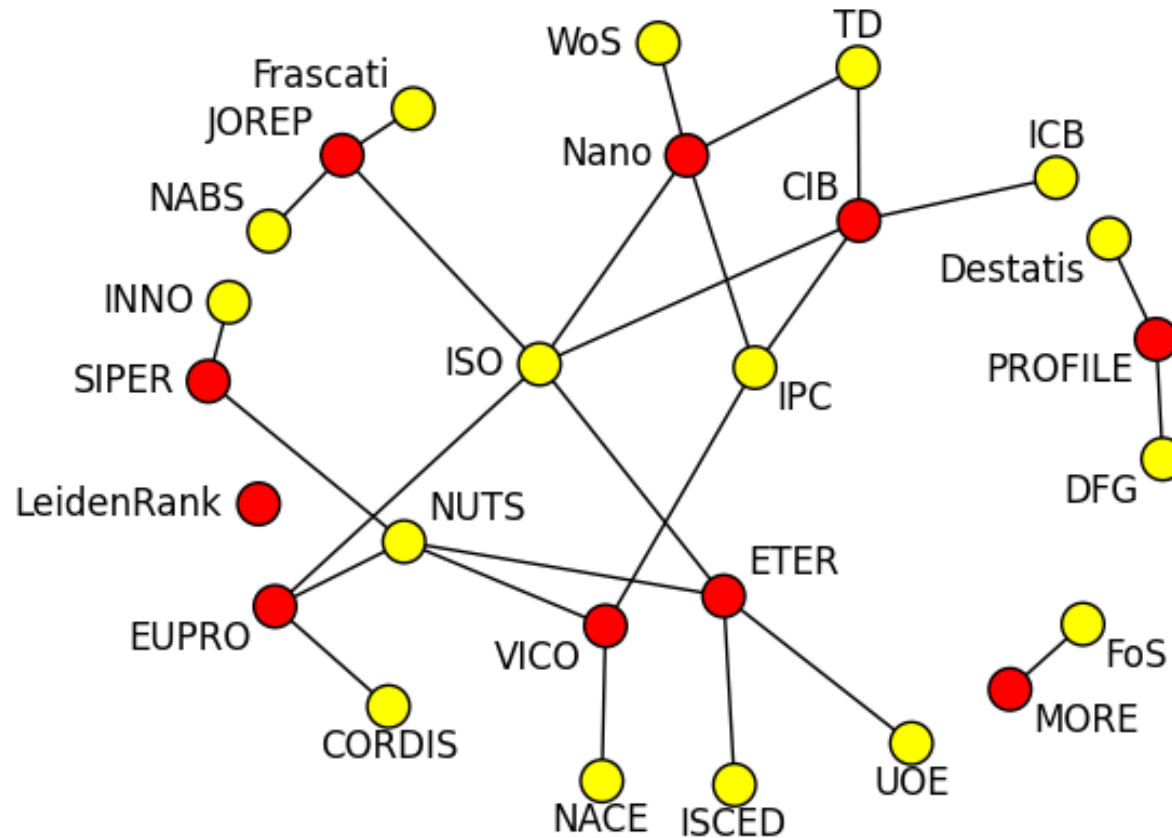 TD
WoS
Frascati
JOREP
ICB
Nano
CIB
NABS
Destatis
INNO
ISO
PROFILE
SIPER
IPC
DFG
LeidenRank
NUTS
ETER
EUPRO
VICO
FoS
MORE
CORDIS
UOE
NACE
ISCED